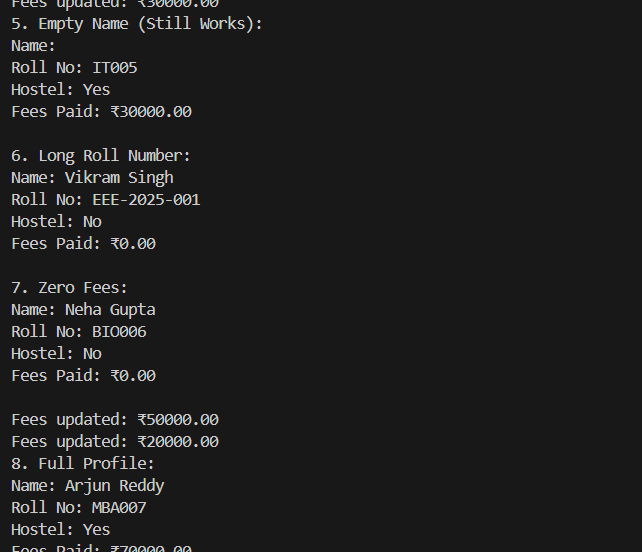 Fees updated: ₹30000.00
5. Empty Name (Still Works):
Name:
Roll No: IT005
Hostel: Yes
Fees Paid: ₹30000.00
6. Long Roll Number:
Name: Vikram Singh
Roll No: EEE-2025-001
Hostel: No
Fees Paid: ₹0.00
7. Zero Fees:
Name: Neha Gupta
Roll No: BIO006
Hostel: No
Fees Paid: ₹0.00
Fees updated: ₹50000.00
Fees updated: ₹20000.00
8. Full Profile:
Name: Arjun Reddy
Roll No: MBA007
Hostel: Yes
Fees Paid: ₹70000.00